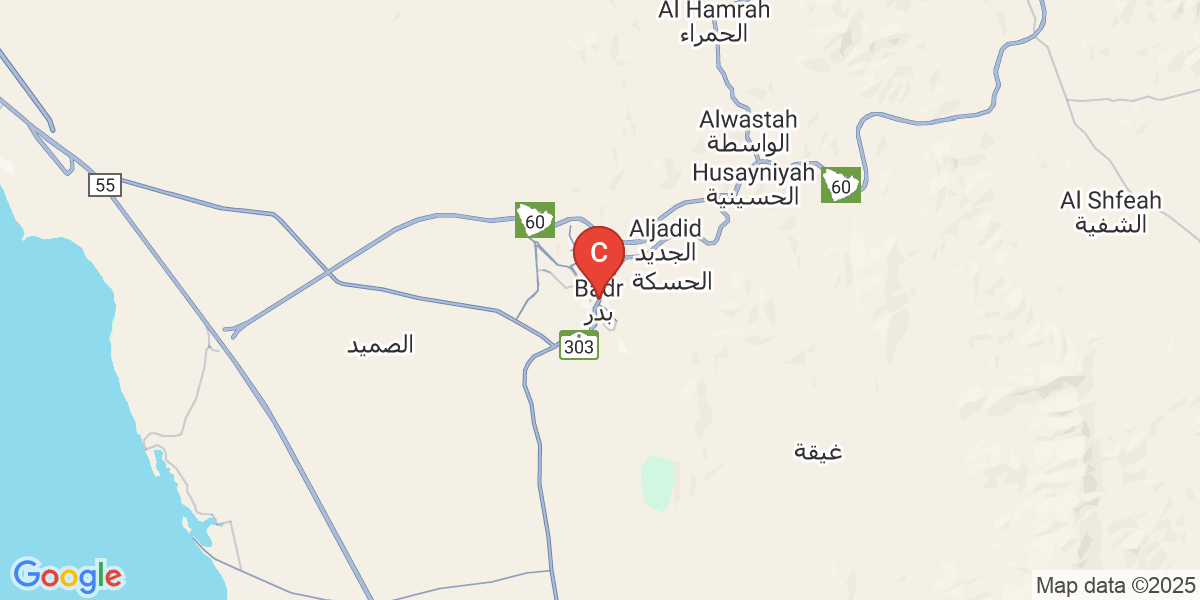 Al Hamrah
الحمراء
Alwastah
الواسطة
Husayniyah
الحسينية
60
55
Al Shfeah
الشفية
60
Aljadid
الجديد
C
الحسكة
Badr
بدر
303
الصميد
غيقة
Google
Map data ©2025